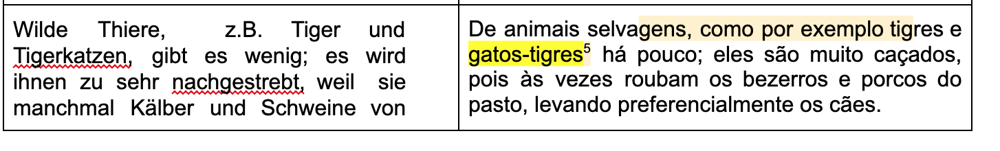 Wilde Thiere, z.B. Tiger und
Tigerkatzen, gibt es wenig; es wird
ihnen zu sehr nachgestrebt, weil sie
manchmal Kälber und Schweine von
De animais selvagens, como por exemplo tigres e
gatos-tigres⁵ há pouco; eles são muito caçados,
pois às vezes roubam os bezerros e porcos do
pasto, levando preferencialmente os cães.